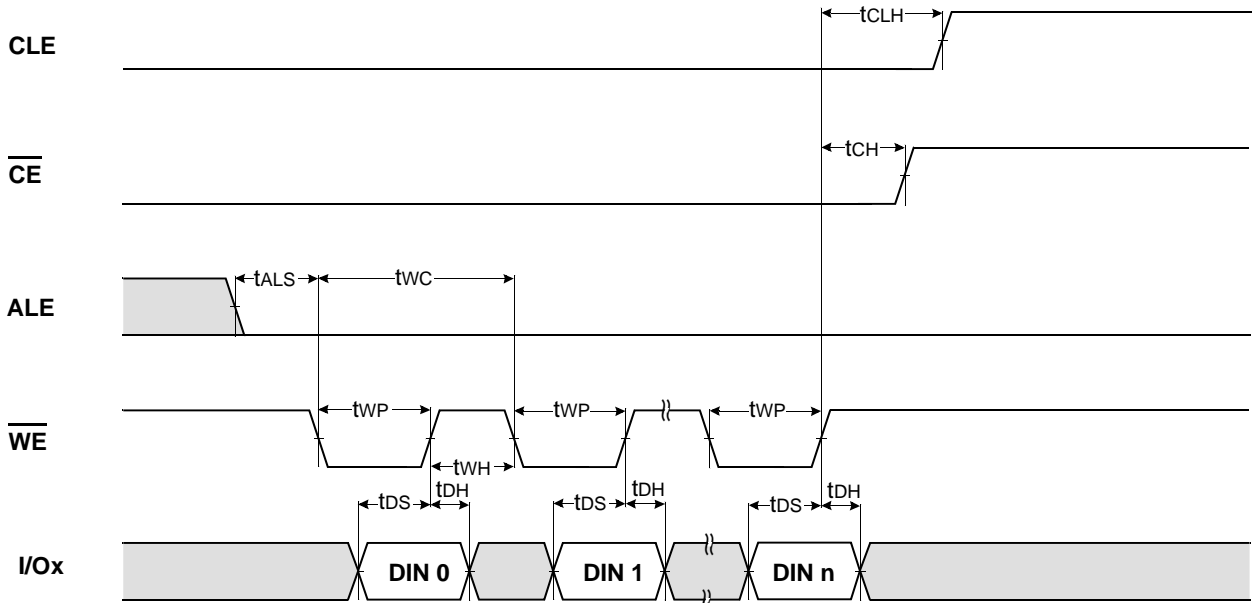 tCLH
CLE
tCH
CE
tALS
tWC
ALE
tWP
tWP
tWP
WE
tWH
tDS
tDH
tDS
tDH
tDS
tDH
I/Ox
DIN 0
DIN 1
DIN n